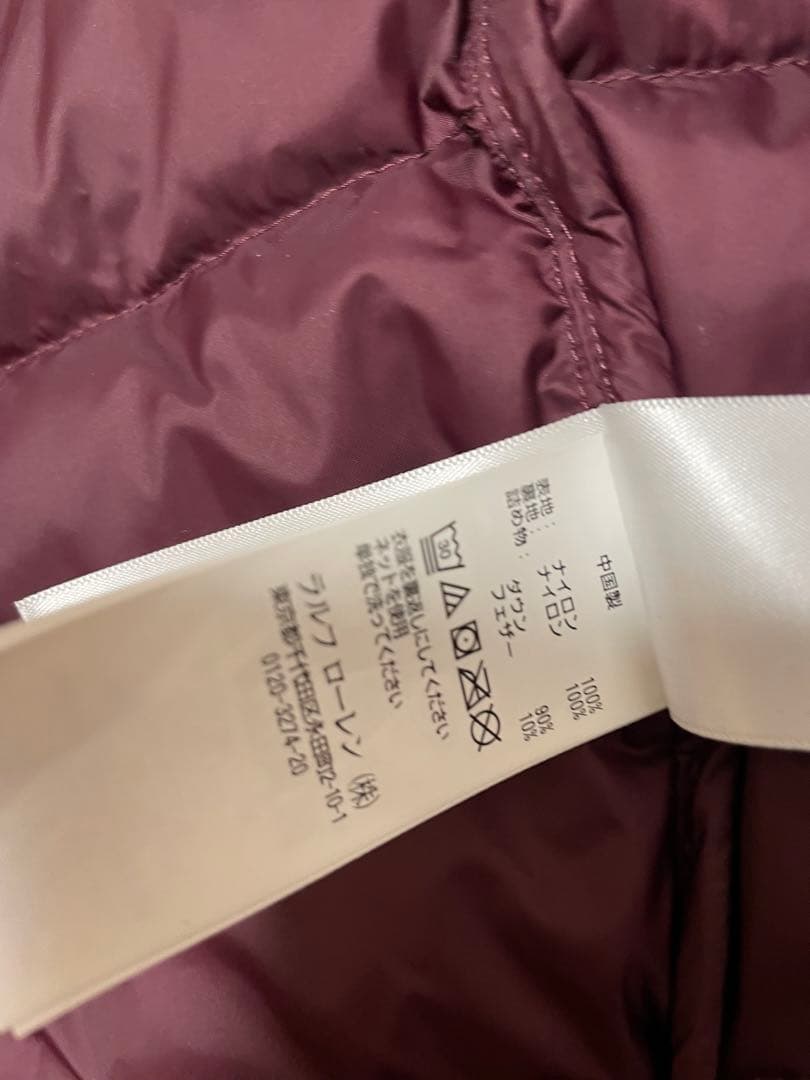 中国製
表地： ナイロン 100%
裏地： ナイロン 100%
詰め物： ダウン 90%
フェザー 10%
30
衣服を裏返しにしてください
ネットを使用
単独で洗ってください
ラルフ ローレン（株）
東京都千代田区永田町2-10-1
0120-3274-20